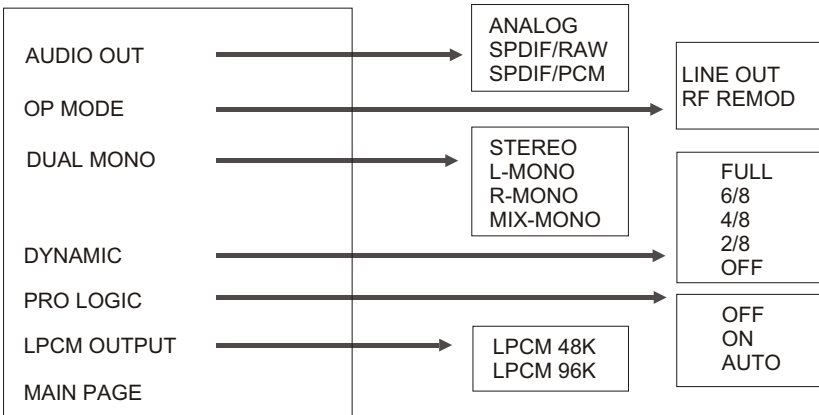 AUDIO OUT
ANALOG
SPDIF/RAW
SPDIF/PCM
OP MODE
LINE OUT
RF REMOD
DUAL MONO
STEREO
L-MONO
R-MONO
MIX-MONO
DYNAMIC
FULL
6/8
4/8
2/8
OFF
PRO LOGIC
OFF
ON
AUTO
LPCM OUTPUT
LPCM 48K
LPCM 96K
MAIN PAGE